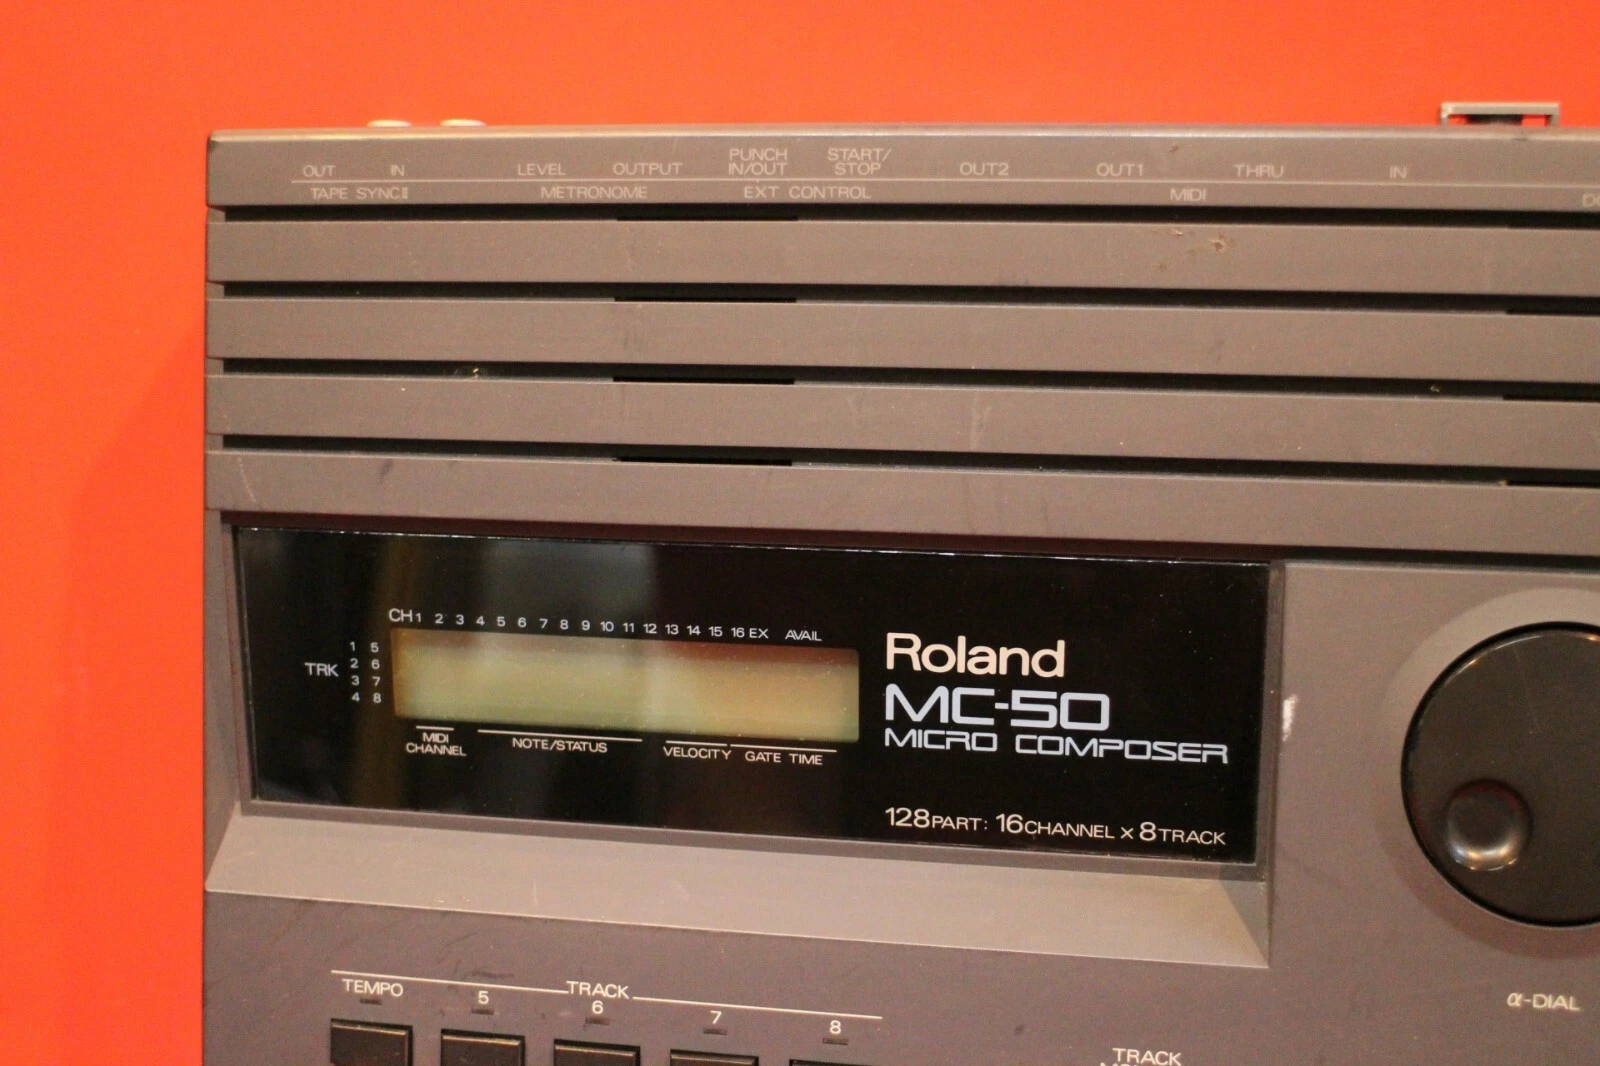 OUT IN LEVEL OUTPUT PUNCH IN/OUT START/STOP OUT2 OUT1 THRU IN
TAPE SYNCⅡ METRONOME EXT CONTROL MIDI
CH 1 2 3 4 5 6 7 8 9 10 11 12 13 14 15 16 EX AVAIL
TRK
1 5
2 6
3 7
4 8
MIDI CHANNEL NOTE/STATUS VELOCITY GATE TIME
Roland
MC-50
MICRO COMPOSER
128PART: 16CHANNEL × 8TRACK
α-DIAL
TRACK
TEMPO 5 6 7 8
TRACK